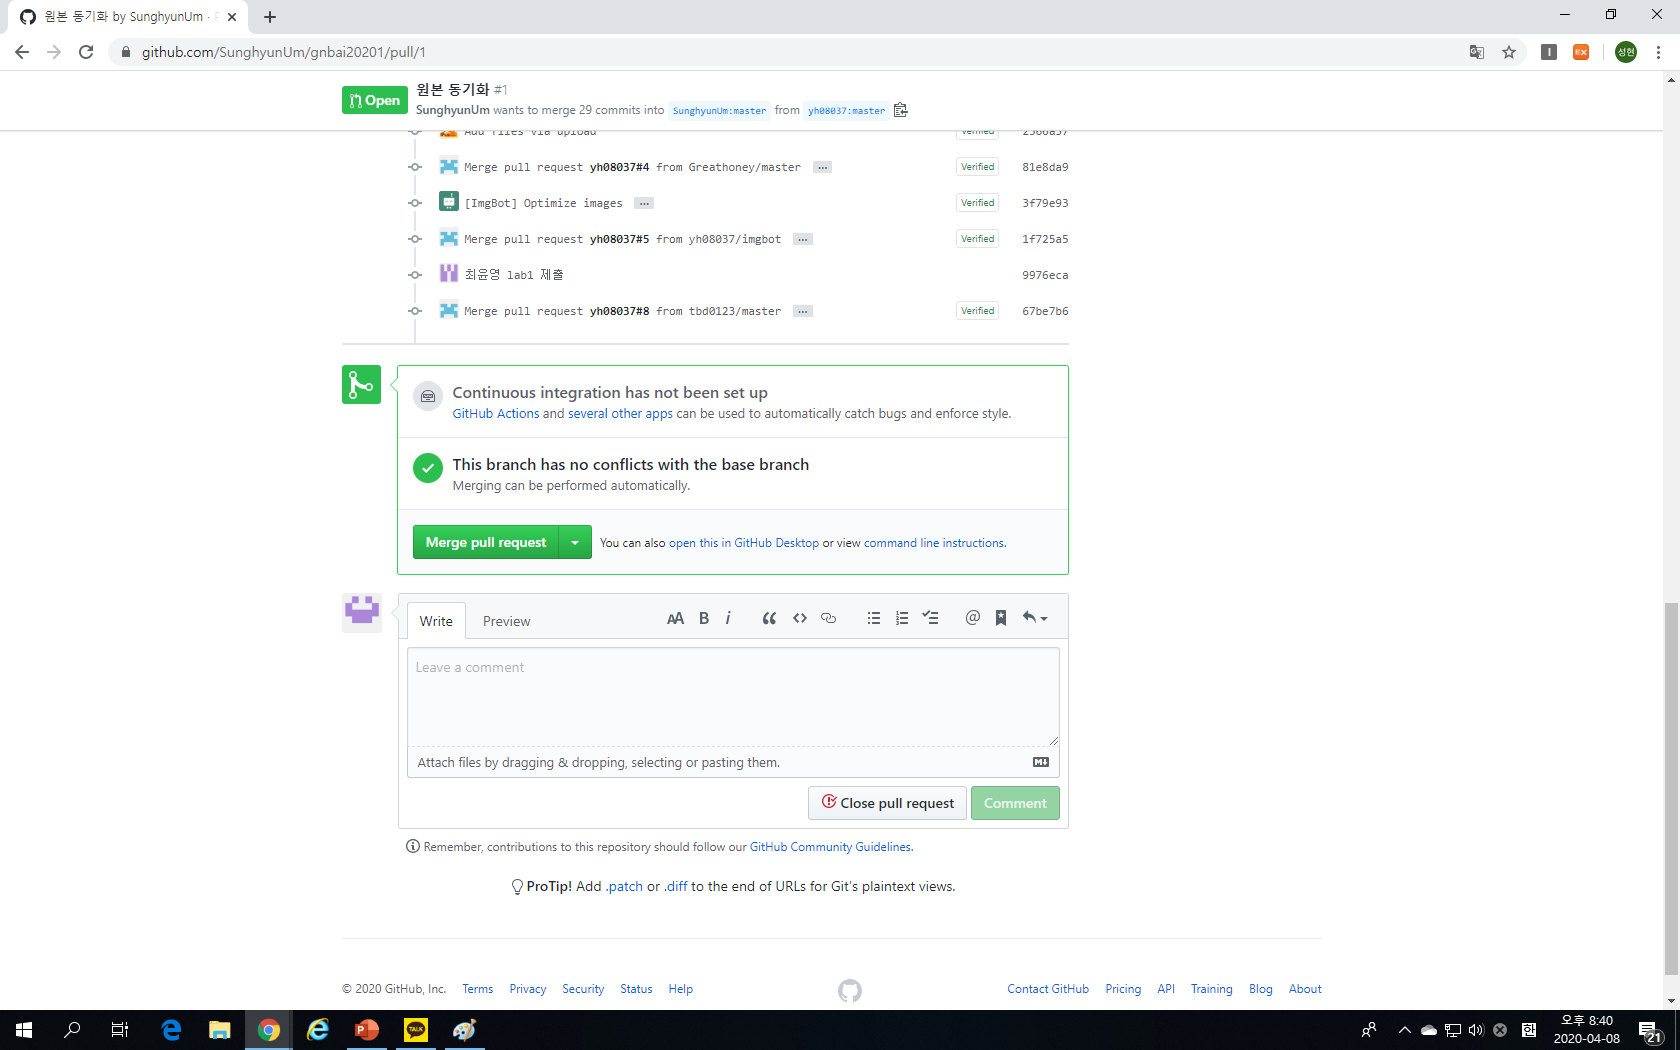 원본 동기화 by SunghyunUm ·
github.com/SunghyunUm/gnbai20201/pull/1
성현
Open
원본 동기화 #1
SunghyunUm wants to merge 29 commits into SunghyunUm:master from yh08037:master
Add files via upload Verified
Merge pull request yh08037#4 from Greathoney/master … Verified 81e8da9
[ImgBot] Optimize images … Verified 3f79e93
Merge pull request yh08037#5 from yh08037/imgbot … Verified 1f725a5
최윤영 lab1 제출 9976eca
Merge pull request yh08037#8 from tbd0123/master … Verified 67be7b6
Continuous integration has not been set up
GitHub Actions and several other apps can be used to automatically catch bugs and enforce style.
This branch has no conflicts with the base branch
Merging can be performed automatically.
Merge pull request You can also open this in GitHub Desktop or view command line instructions.
Write Preview AA B i @
Leave a comment
Attach files by dragging & dropping, selecting or pasting them.
Close pull request Comment
Remember, contributions to this repository should follow our GitHub Community Guidelines.
ProTip! Add .patch or .diff to the end of URLs for Git's plaintext views.
© 2020 GitHub, Inc. Terms Privacy Security Status Help Contact GitHub Pricing API Training Blog About
TALK
한
오후 8:40
2020-04-08
21